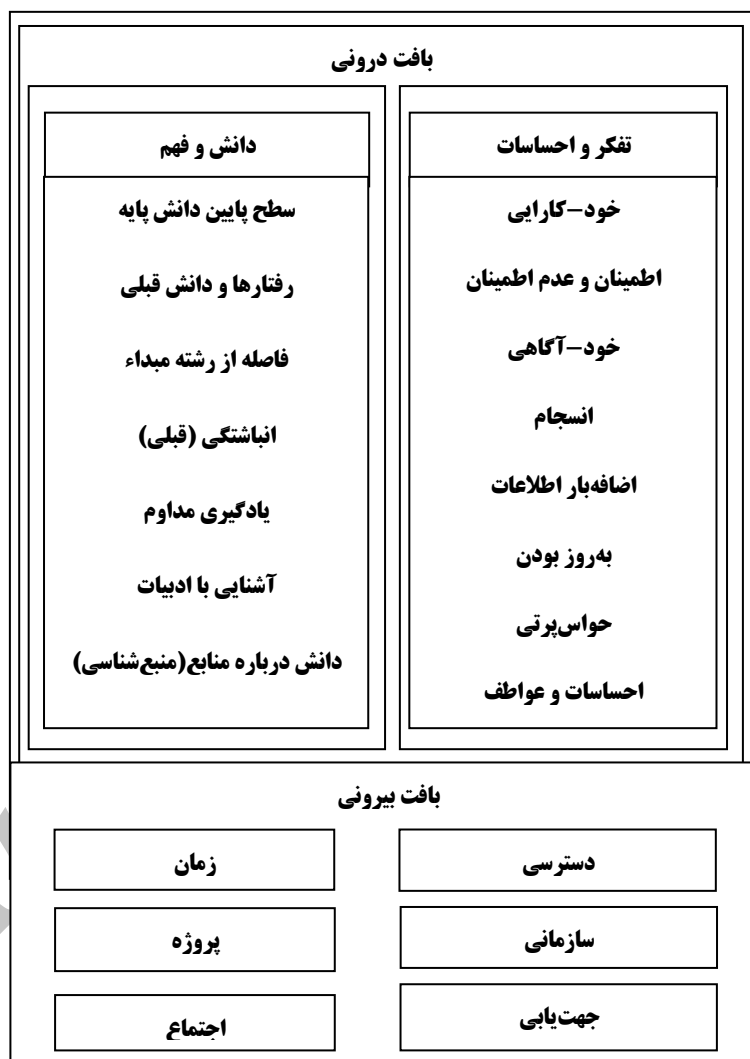 بافت درونی
تفکر و احساسات
خود-کارایی
اطمینان و عدم اطمینان
خود-آگاهی
انسجام
اضافه‌بار اطلاعات
به‌روز بودن
حواس‌پرتی
احساسات و عواطف
دانش و فهم
سطح پایین دانش پایه
رفتارها و دانش قبلی
فاصله از رشته مبداء
انباشتگی (قبلی)
یادگیری مداوم
آشنایی با ادبیات
دانش درباره منابع(منبع‌شناسی)
بافت بیرونی
دسترسی
زمان
سازمانی
پروژه
جهت‌یابی
اجتماع